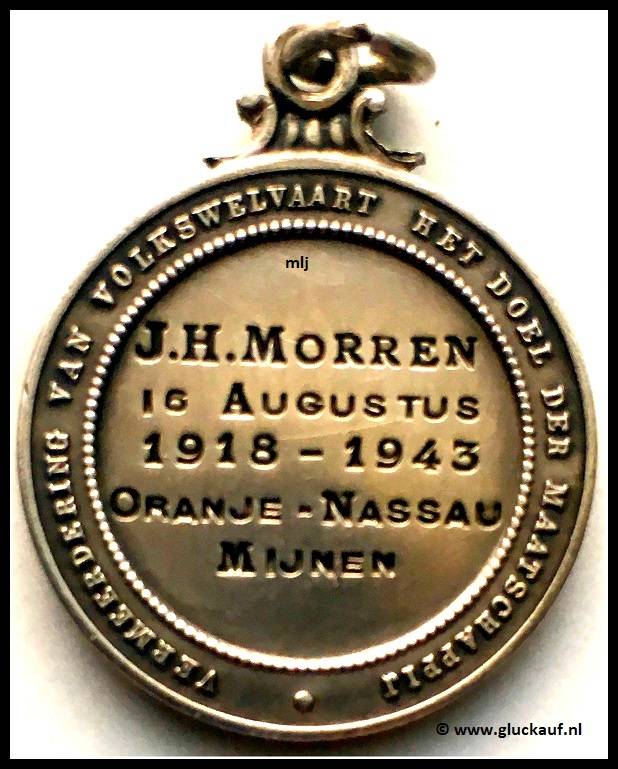 VERMEERDERING VAN VOLKSWELVAART HET DOEL DER MAATSCHAPPIJ
mlj
J.H. MORREN
16 AUGUSTUS
1918 - 1943
ORANJE - NASSAU
MIJNEN
© www.gluckauf.nl